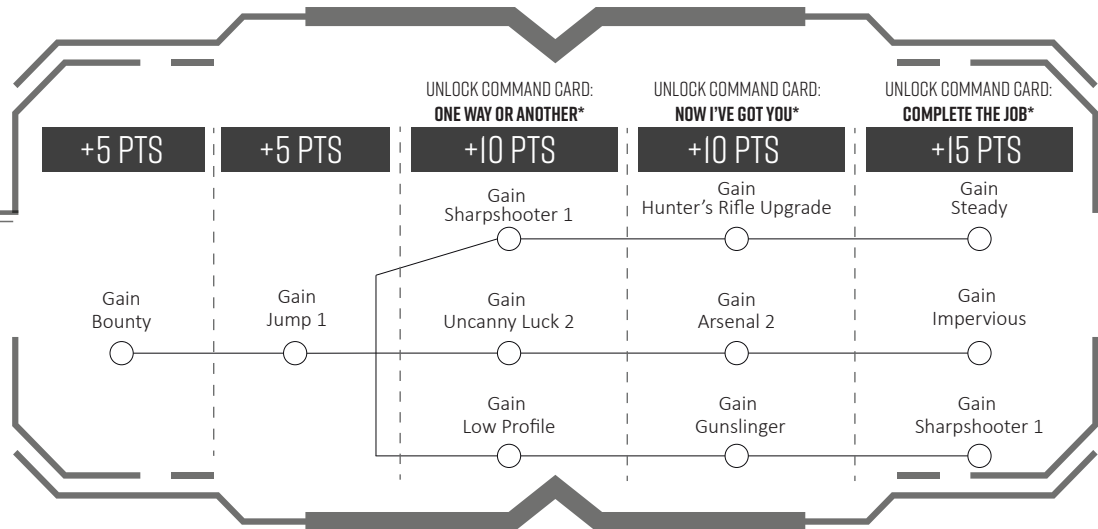 UNLOCK COMMAND CARD:
ONE WAY OR ANOTHER*
UNLOCK COMMAND CARD:
NOW I'VE GOT YOU*
UNLOCK COMMAND CARD:
COMPLETE THE JOB*
+5 PTS
+5 PTS
+10 PTS
+10 PTS
+15 PTS
Gain
Sharpshooter 1
Gain
Hunter’s Rifle Upgrade
Gain
Steady
Gain
Bounty
Gain
Jump 1
Gain
Uncanny Luck 2
Gain
Arsenal 2
Gain
Impervious
Gain
Low Profile
Gain
Gunslinger
Gain
Sharpshooter 1